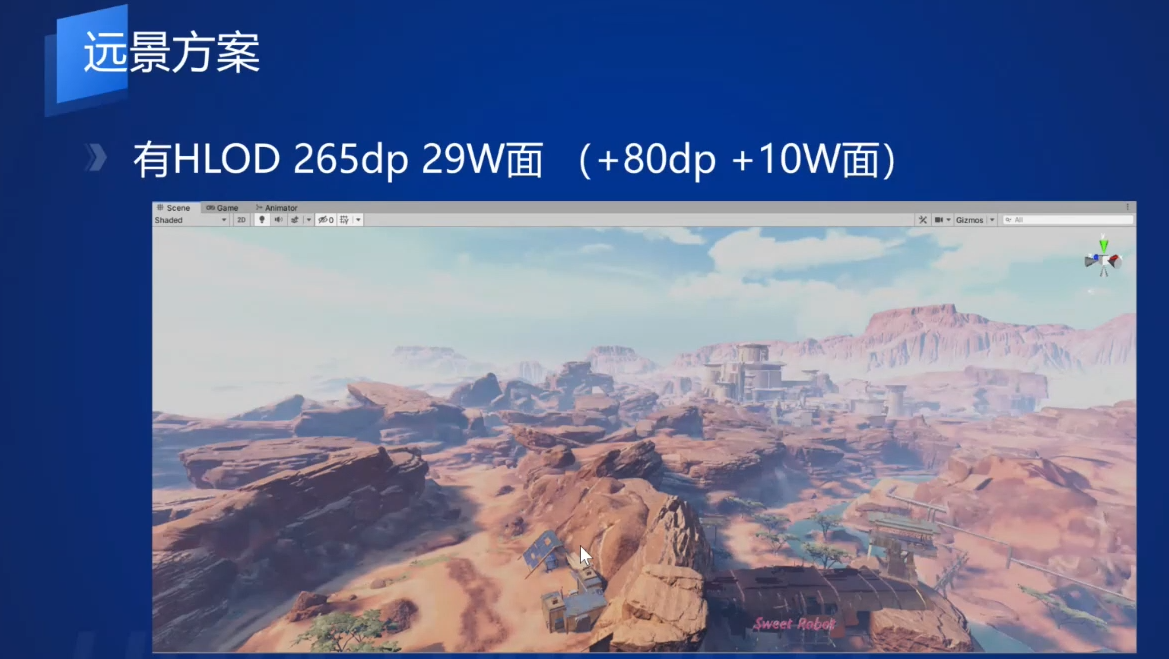 远景方案
有HLOD 265dp 29W面 （+80dp +10W面）
Scene Game Animator
Shaded 2D 0 Gizmos All
Sweet Robot